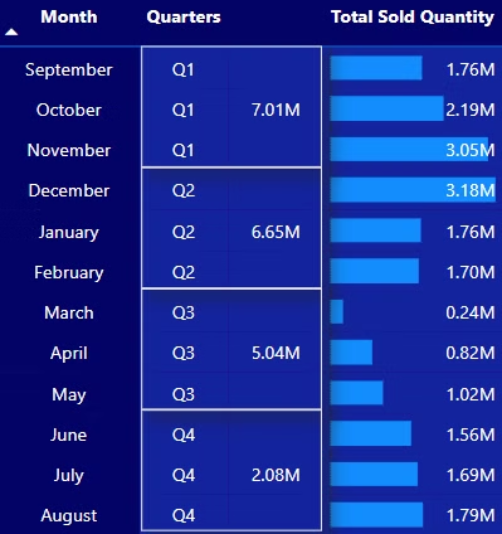 Month Quarters Total Sold Quantity
September Q1 1.76M
October Q1 7.01M 2.19M
November Q1 3.05M
December Q2 3.18M
January Q2 6.65M 1.76M
February Q2 1.70M
March Q3 0.24M
April Q3 5.04M 0.82M
May Q3 1.02M
June Q4 1.56M
July Q4 2.08M 1.69M
August Q4 1.79M